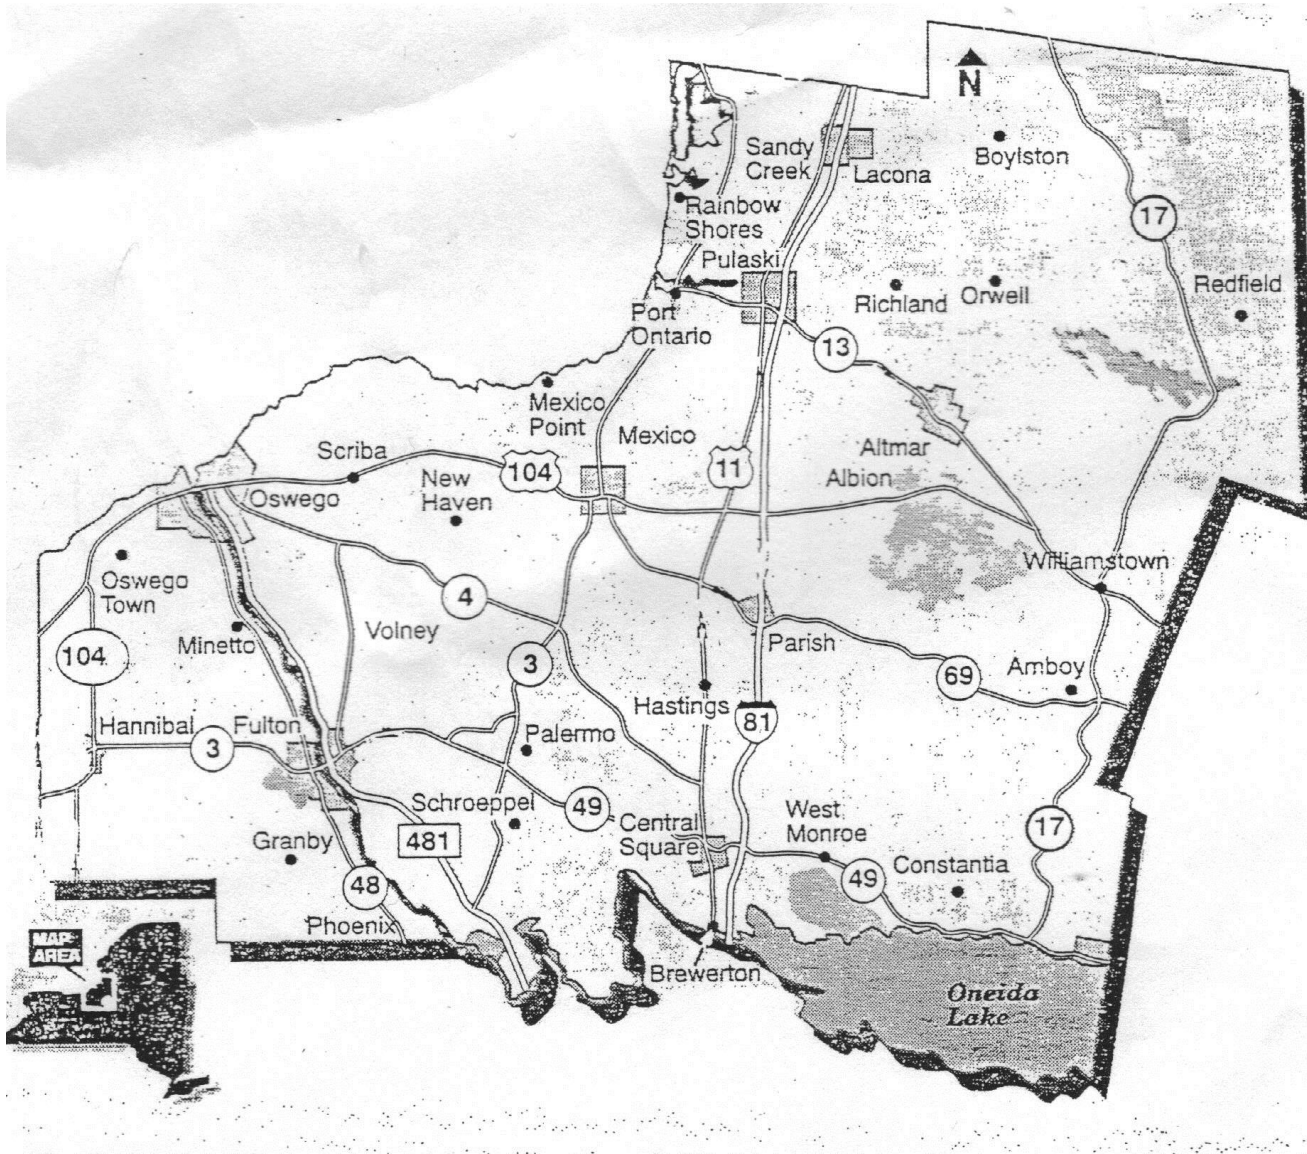 N
Sandy
Creek
Lacona
Boylston
17
Rainbow
Shores
Pulaski
Richland
Orwell
Redfield
Port
Ontario
13
Mexico
Point
Mexico
Scriba
104
11
Altmar
Albion
New
Haven
Oswego
Oswego
Town
Williamstown
4
Volney
Minetto
104
3
Parish
69
Amboy
Hastings
81
Hannibal
3
Fulton
Palermo
Schroeppel
49
Central
Square
West
Monroe
17
481
Granby
48
49
Constantia
Phoenix
MAP
AREA
Brewerton
Oneida
Lake